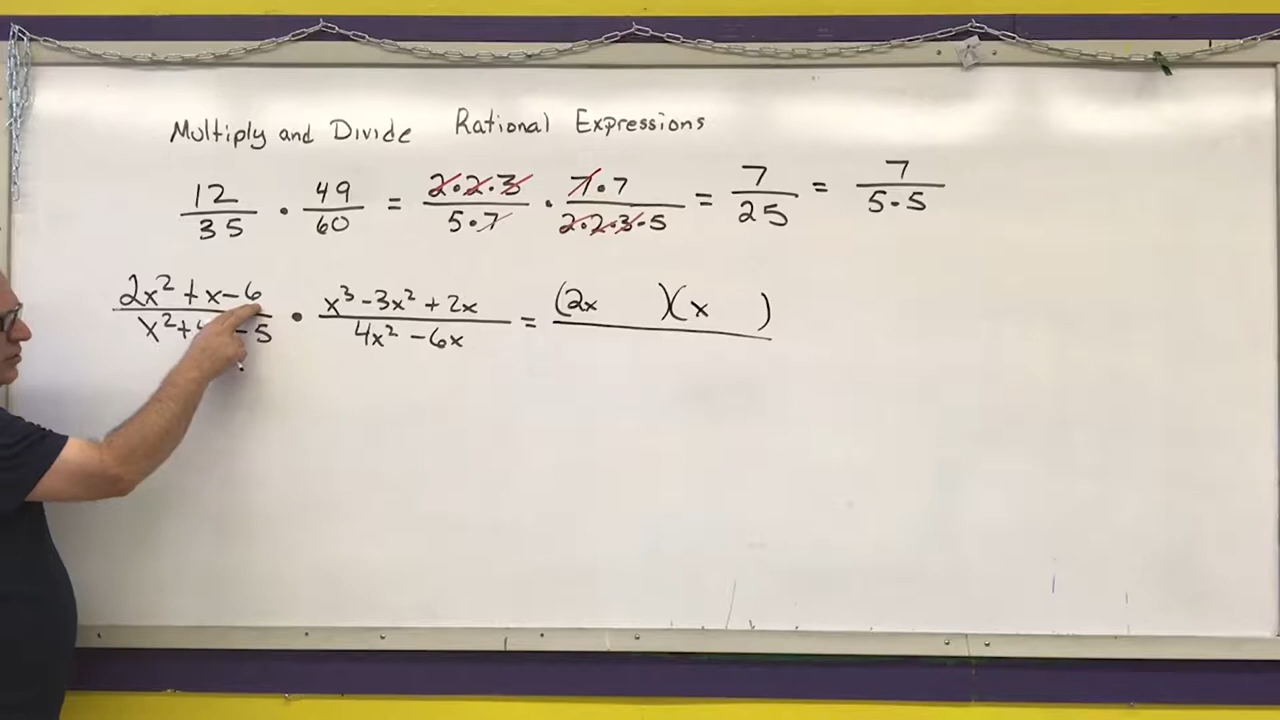 Multiply and Divide Rational Expressions
12/35 · 49/60 = 2·2·3/5·7 · 7·7/2·2·3·5 = 7/25 = 7/5·5
2x² + x - 6/x² + - 5 · x³ - 3x² + 2x/4x² - 6x = (2x )(x )